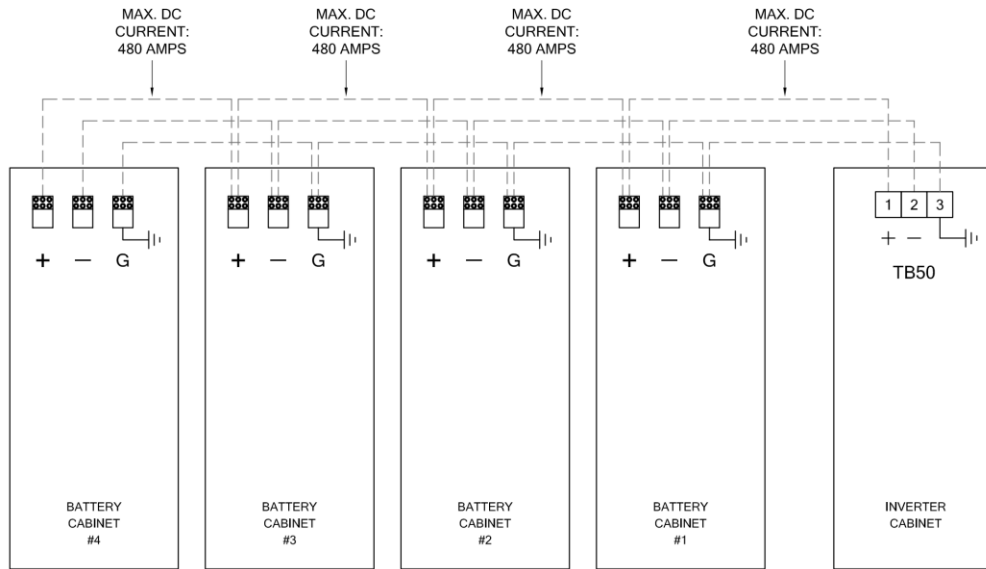 MAX. DC
CURRENT:
480 AMPS
MAX. DC
CURRENT:
480 AMPS
MAX. DC
CURRENT:
480 AMPS
MAX. DC
CURRENT:
480 AMPS
+ — G
+ — G
+ — G
+ — G
1 2 3
+ —
TB50
BATTERY
CABINET
#4
BATTERY
CABINET
#3
BATTERY
CABINET
#2
BATTERY
CABINET
#1
INVERTER
CABINET